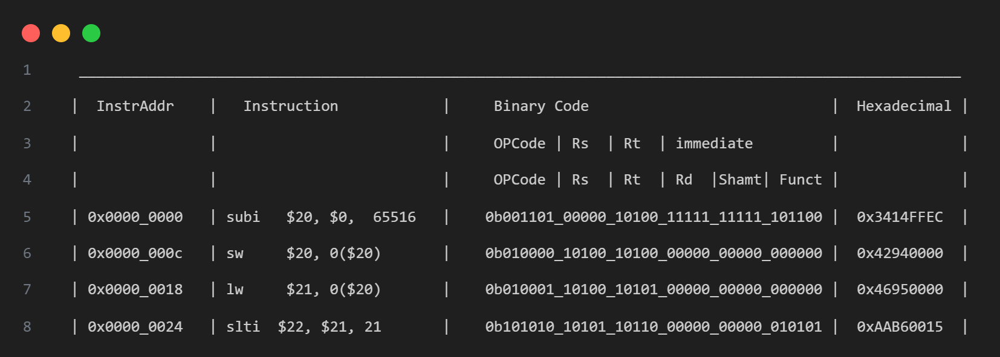 1 ______________________________________________________________________________________________________
2 | InstrAddr | Instruction | Binary Code | Hexadecimal |
3 | | | OPCode | Rs | Rt | immediate | |
4 | | | OPCode | Rs | Rt | Rd |Shamt| Funct | |
5 | 0x0000_0000 | subi $20, $0, 65516 | 0b001101_00000_10100_11111_11111_101100 | 0x3414FFEC |
6 | 0x0000_000c | sw $20, 0($20) | 0b010000_10100_10100_00000_00000_000000 | 0x42940000 |
7 | 0x0000_0018 | lw $21, 0($20) | 0b010001_10100_10101_00000_00000_000000 | 0x46950000 |
8 | 0x0000_0024 | slti $22, $21, 21 | 0b101010_10101_10110_00000_00000_010101 | 0xAAB60015 |